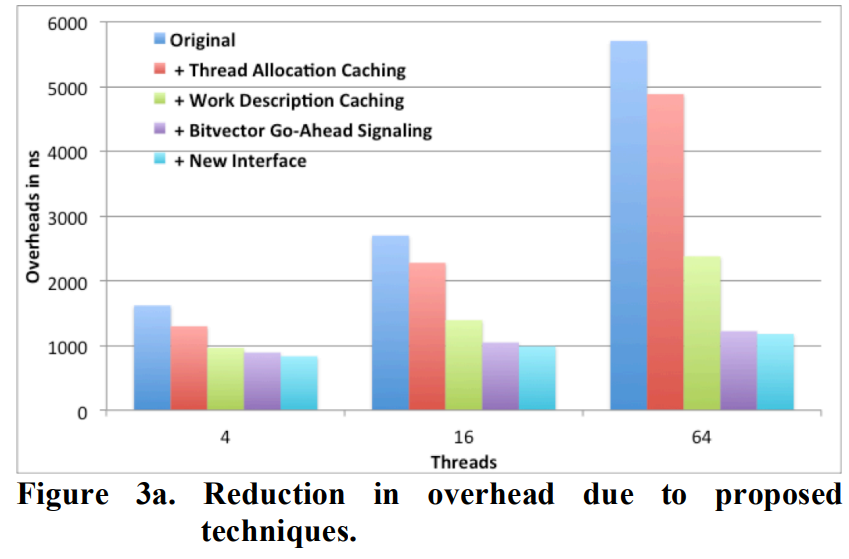 6000
5000
4000
3000
2000
1000
0
Overheads in ns
Original
+ Thread Allocation Caching
+ Work Description Caching
+ Bitvector Go-Ahead Signaling
+ New Interface
4 16 64
Threads
Figure 3a. Reduction in overhead due to proposed
techniques.